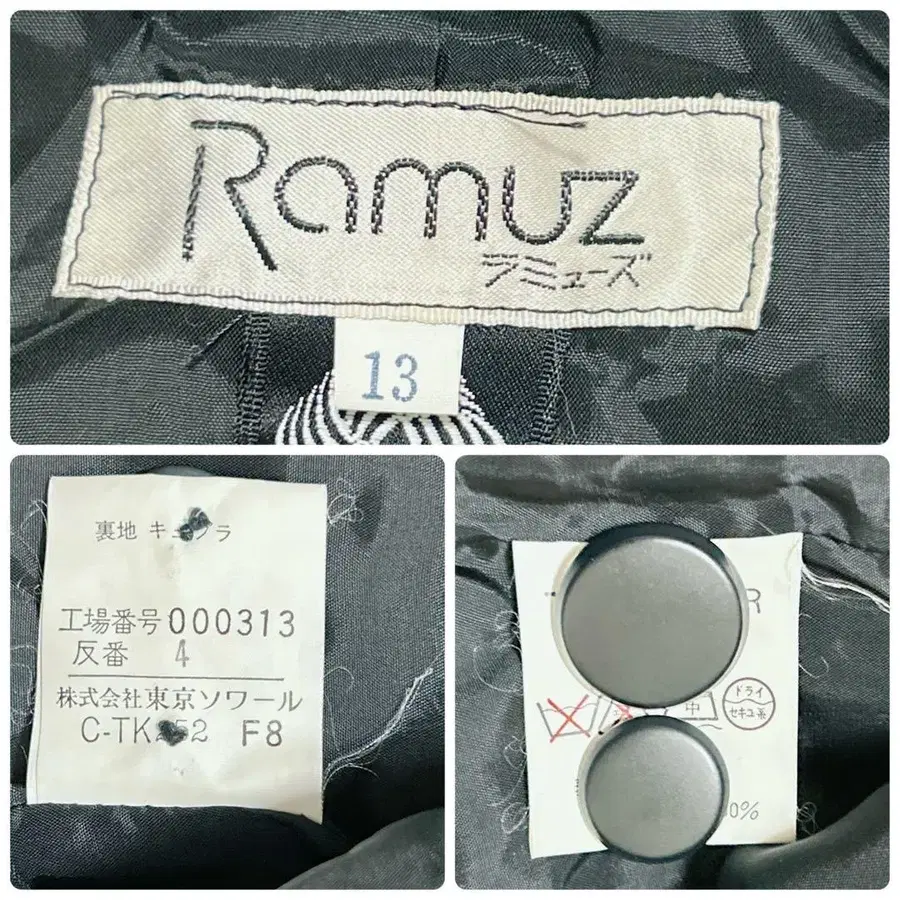 Ramuz
ラミューズ
13
裏地 キュプラ
工場番号 000313
反番 4
株式会社東京ソワール
C-TK252 F8
R
中
ドライ
セキユ系
0%